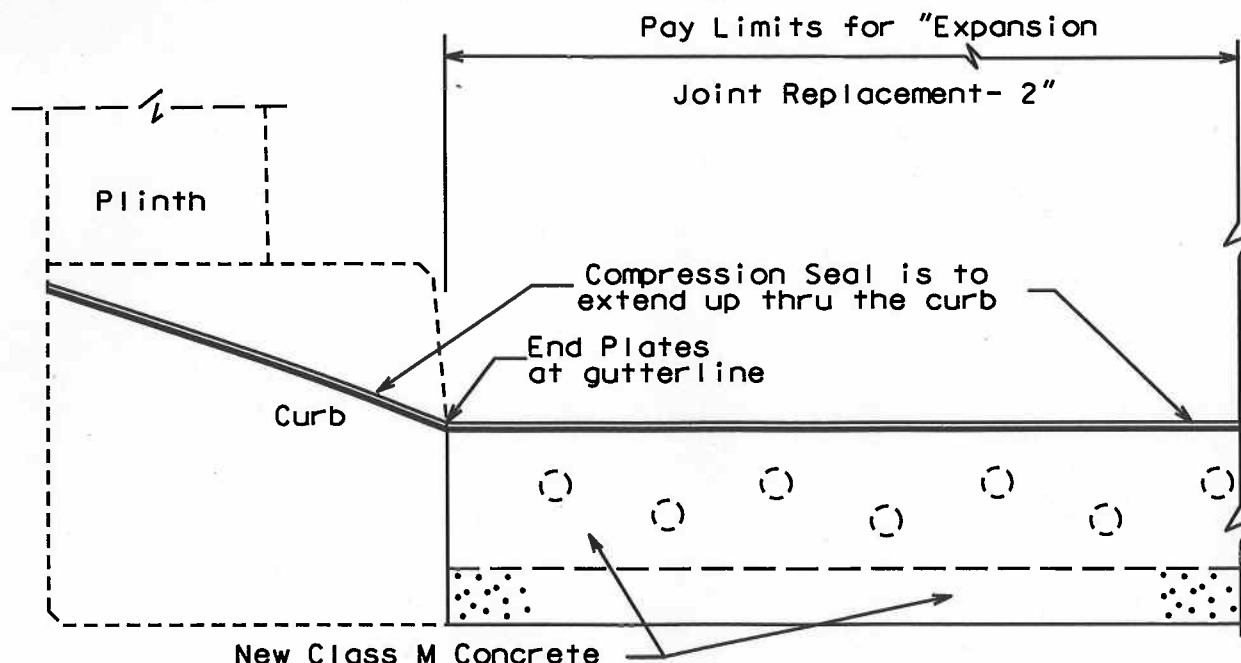 Pay Limits for "Expansion
Joint Replacement- 2"
Plinth
Compression Seal is to
extend up thru the curb
End Plates
at gutterline
Curb
New Class M Concrete